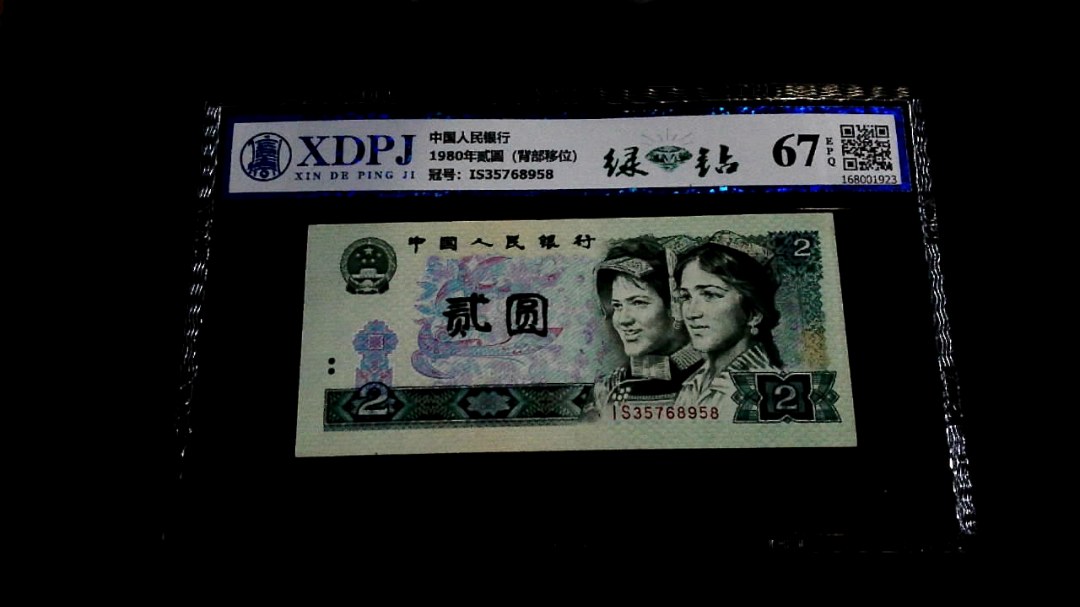 XDPJ
XIN DE PING JI
中国人民银行
1980年贰圆（背部移位）
冠号：IS35768958
绿钻
67
EPQ
168001923
中国人民银行
2
贰圆
IS35768958
2
2